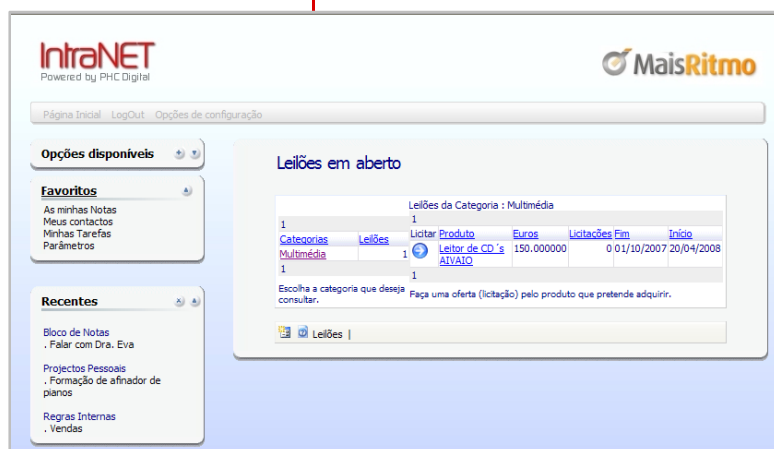 IntraNET
Powered by PHC Digital
MaisRitmo
Página Inicial LogOut Opções de configuração
Opções disponíveis
Favoritos
As minhas Notas
Meus contactos
Minhas Tarefas
Parâmetros
Recentes
Bloco de Notas
. Falar com Dra. Eva
Projectos Pessoais
. Formação de afinador de
pianos
Regras Internas
. Vendas
Leilões em aberto
1
Categorias Leilões
Multimédia 1
1
Escolha a categoria que deseja
consultar.
Leilões da Categoria : Multimédia
1
Licitar Produto Euros Licitações Fim Início
Leitor de CD´s 150.000000 0 01/10/2007 20/04/2008
AIVAIO
1
Faça uma oferta (licitação) pelo produto que pretende adquirir.
Leilões |